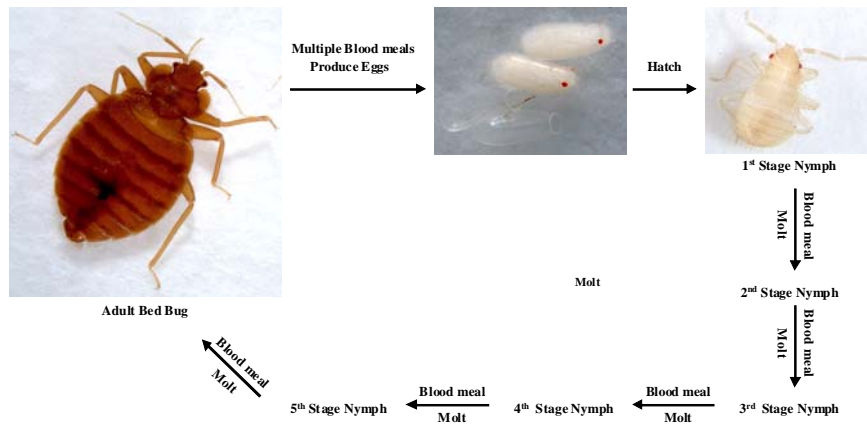 Multiple Blood meals
Produce Eggs
Hatch
1st Stage Nymph
Blood meal
Molt
2nd Stage Nymph
Blood meal
Molt
3rd Stage Nymph
Blood meal
Molt
4th Stage Nymph
Blood meal
Molt
5th Stage Nymph
Blood meal
Molt
Adult Bed Bug
Molt